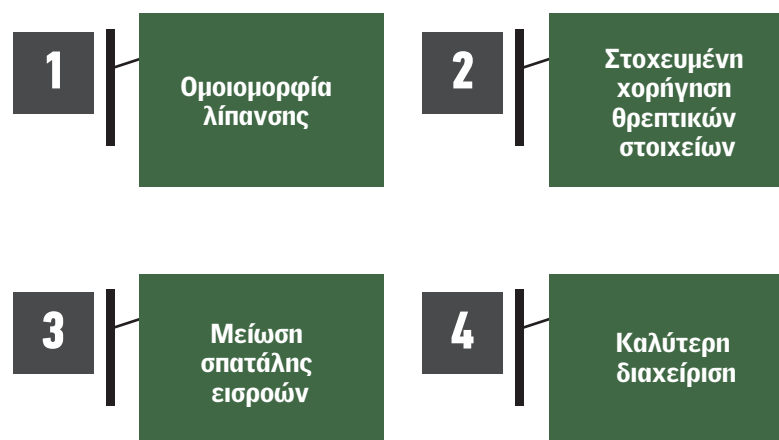 1
Ομοιομορφία
λίπανσης
2
Στοχευμένη
χορήγηση
θρεπτικών
στοιχείων
3
Μείωση
σπατάλης
εισροών
4
Καλύτερη
διαχείριση